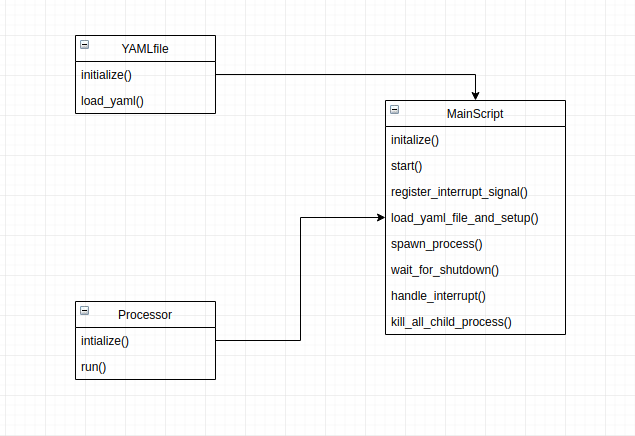 YAMLfile
initialize()
load_yaml()
MainScript
initalize()
start()
register_interrupt_signal()
load_yaml_file_and_setup()
spawn_process()
wait_for_shutdown()
handle_interrupt()
kill_all_child_process()
Processor
intialize()
run()